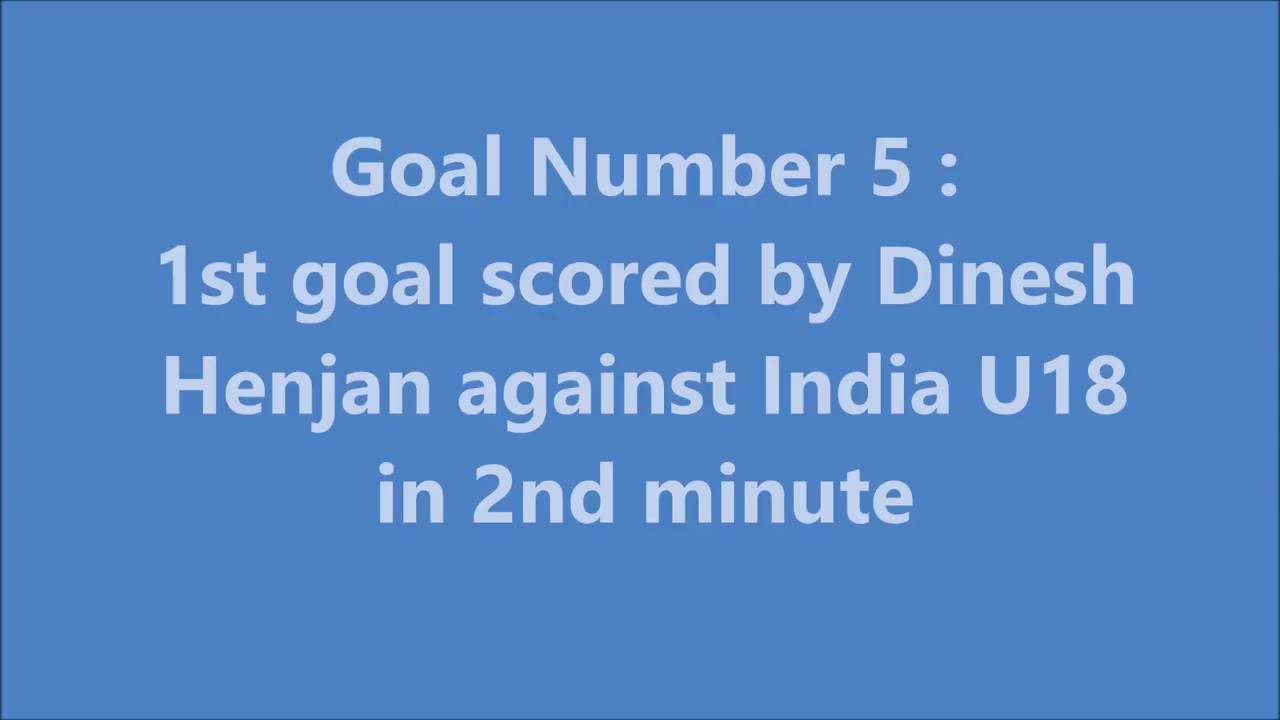 Goal Number 5 :
1st goal scored by Dinesh
Henjan against India U18
in 2nd minute